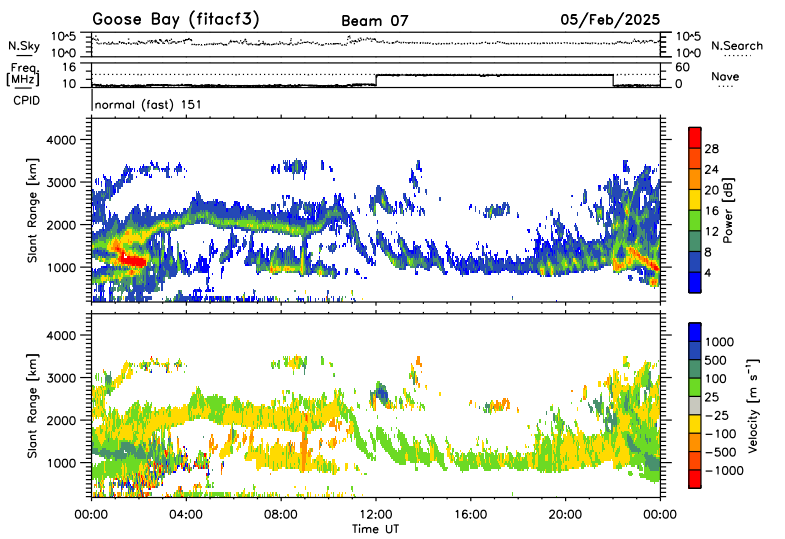 Goose Bay (fitacf3) Beam 07 05/Feb/2025
N.Sky 10^5 10^0 10^5 10^0 N.Search
Freq. [MHz] 16 10 60 0 Nave
CPID normal (fast) 151
Slant Range [km] 4000 3000 2000 1000
Power [dB] 28 24 20 16 12 8 4
Slant Range [km] 4000 3000 2000 1000
Velocity [m s⁻¹] 1000 500 100 25 −25 −100 −500 −1000
00:00 04:00 08:00 12:00 16:00 20:00 00:00
Time UT